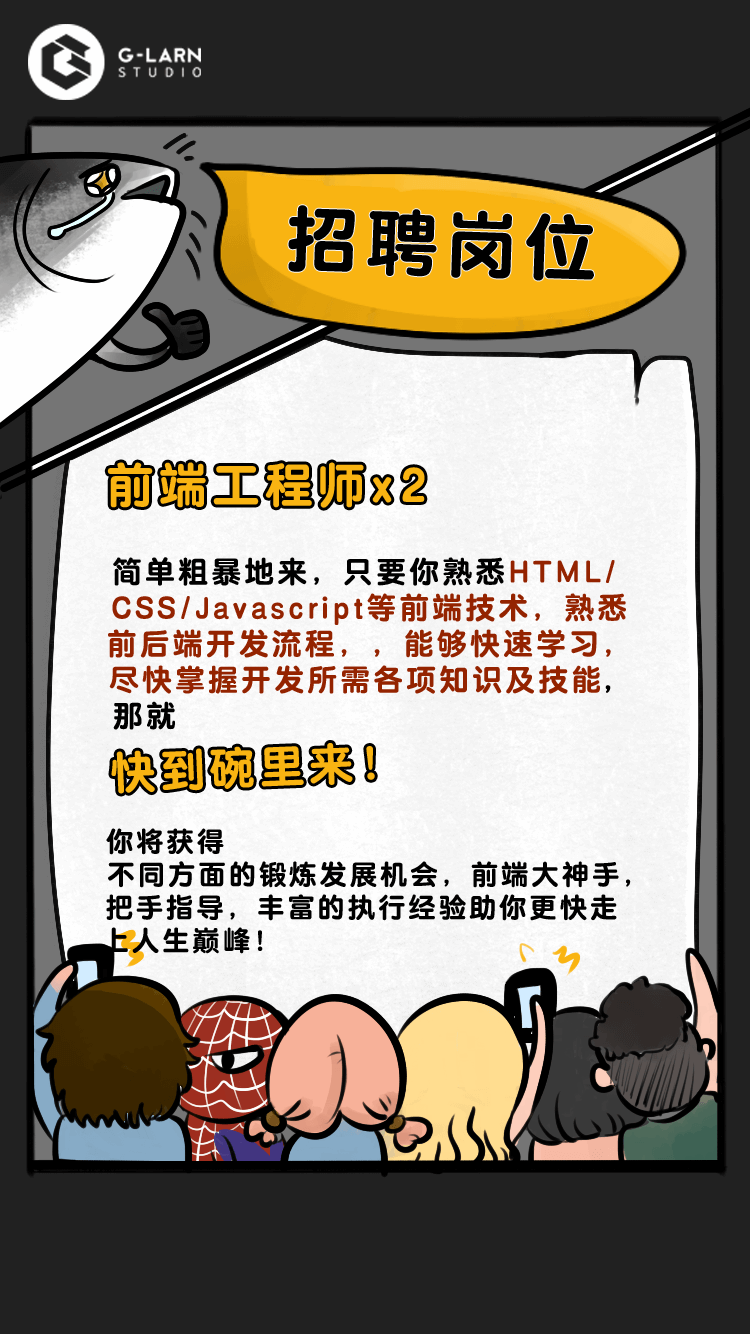 G-LARN
STUDIO
招聘岗位
前端工程师x2
简单粗暴地来，只要你熟悉HTML/
CSS/Javascript等前端技术，熟悉
前后端开发流程，，能够快速学习，
尽快掌握开发所需各项知识及技能，
那就
快到碗里来！
你将获得
不同方面的锻炼发展机会，前端大神手，
把手指导，丰富的执行经验助你更快走
上人生巅峰！